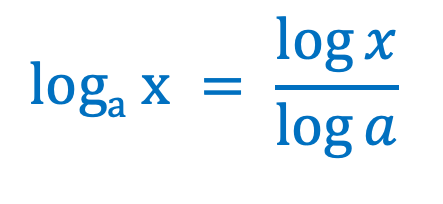 logₐ x = log x / log a